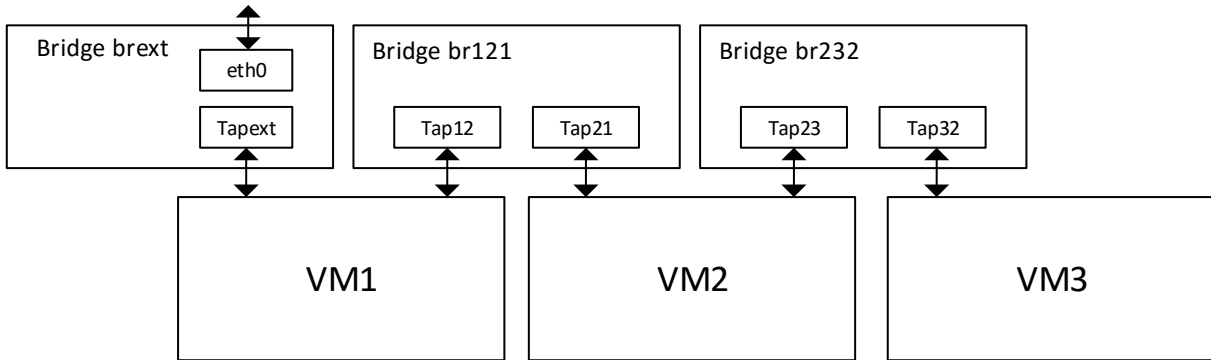 Bridge brext
eth0
Tapext
Bridge br121
Tap12
Tap21
Bridge br232
Tap23
Tap32
VM1
VM2
VM3